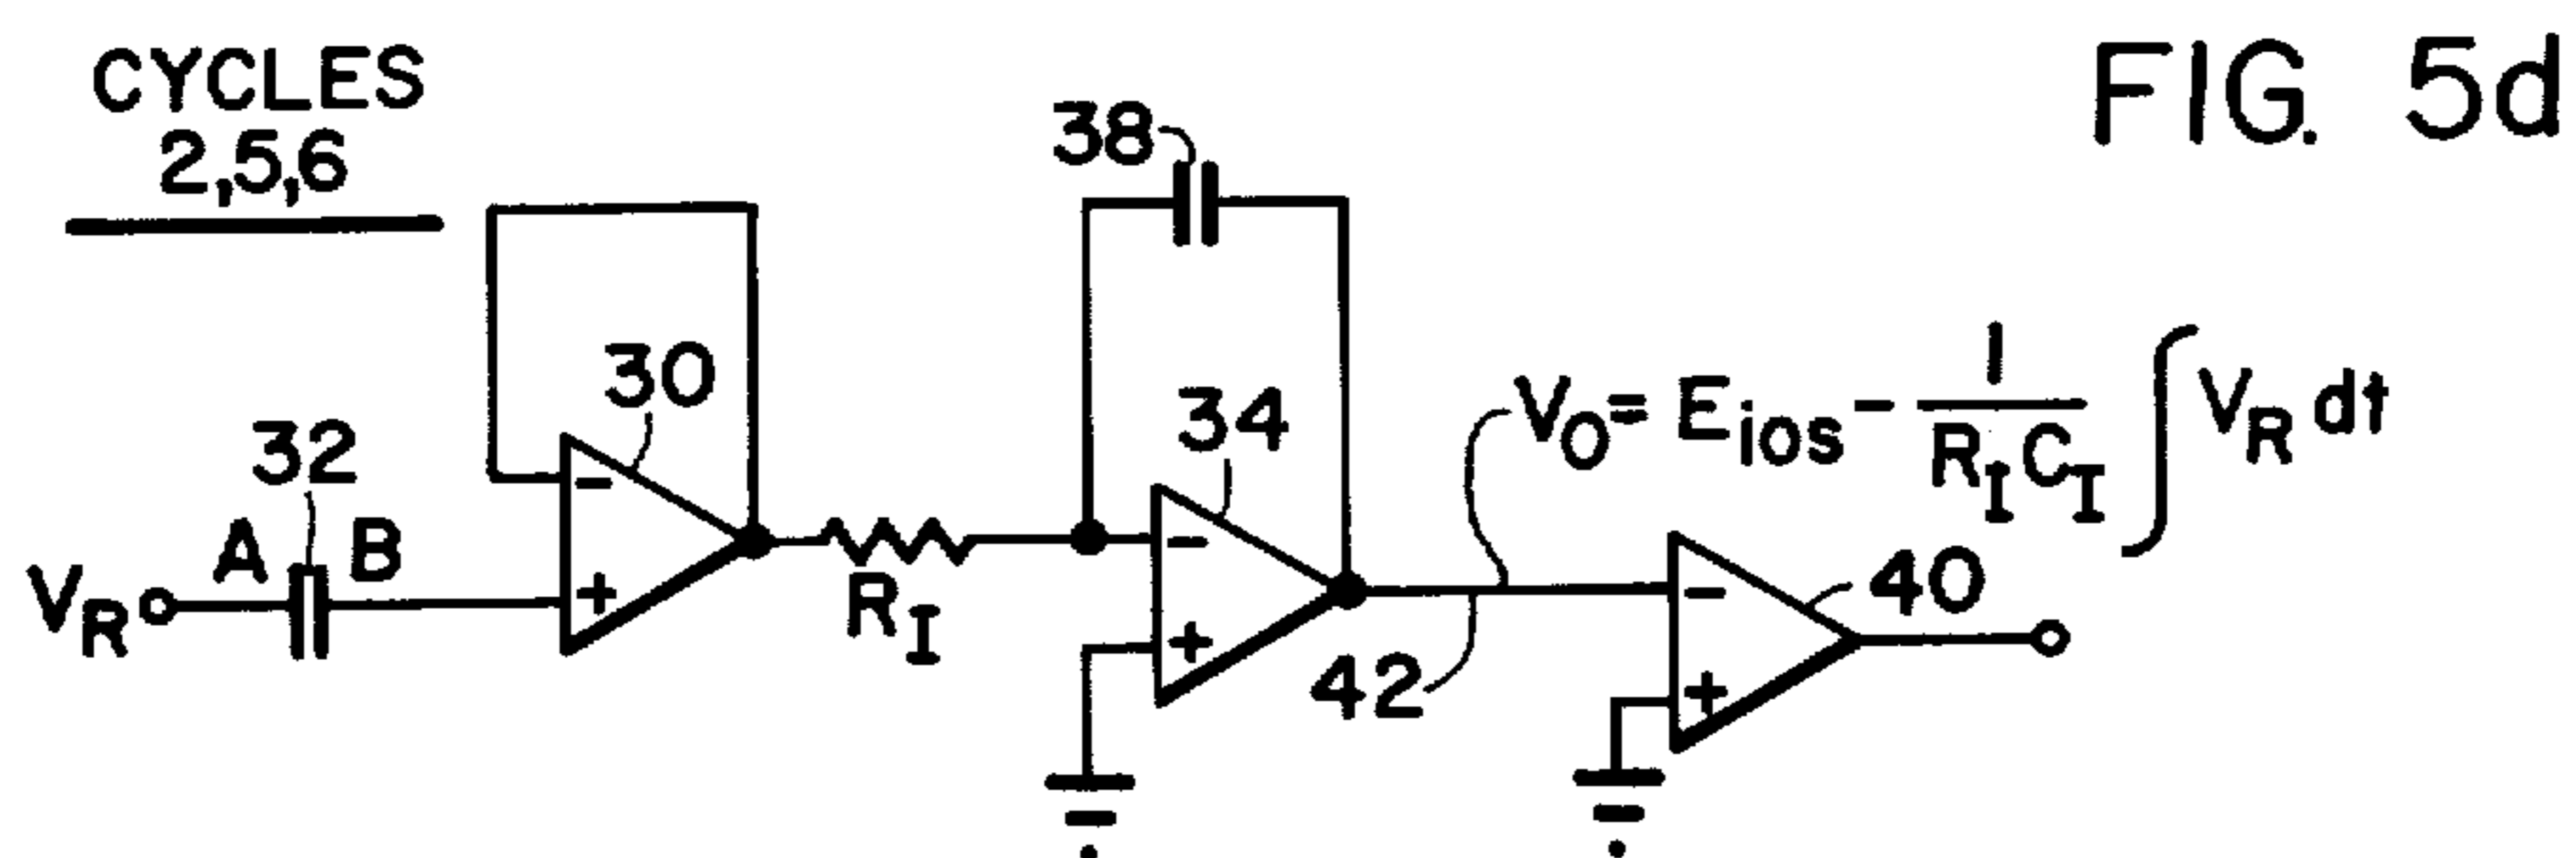 CYCLES
2,5,6
FIG. 5d
38
30
32
A
B
V_R
-
+
R_I
34
-
+
42
V_O = E_ios - 1/(R_I C_I) ∫ V_R dt
40
-
+